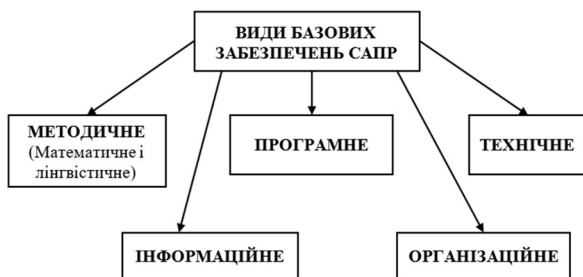 ВИДИ БАЗОВИХ
ЗАБЕЗПЕЧЕНЬ САПР
МЕТОДИЧНЕ
(Математичне і
лінгвістичне)
ПРОГРАМНЕ
ТЕХНІЧНЕ
ІНФОРМАЦІЙНЕ
ОРГАНІЗАЦІЙНЕ